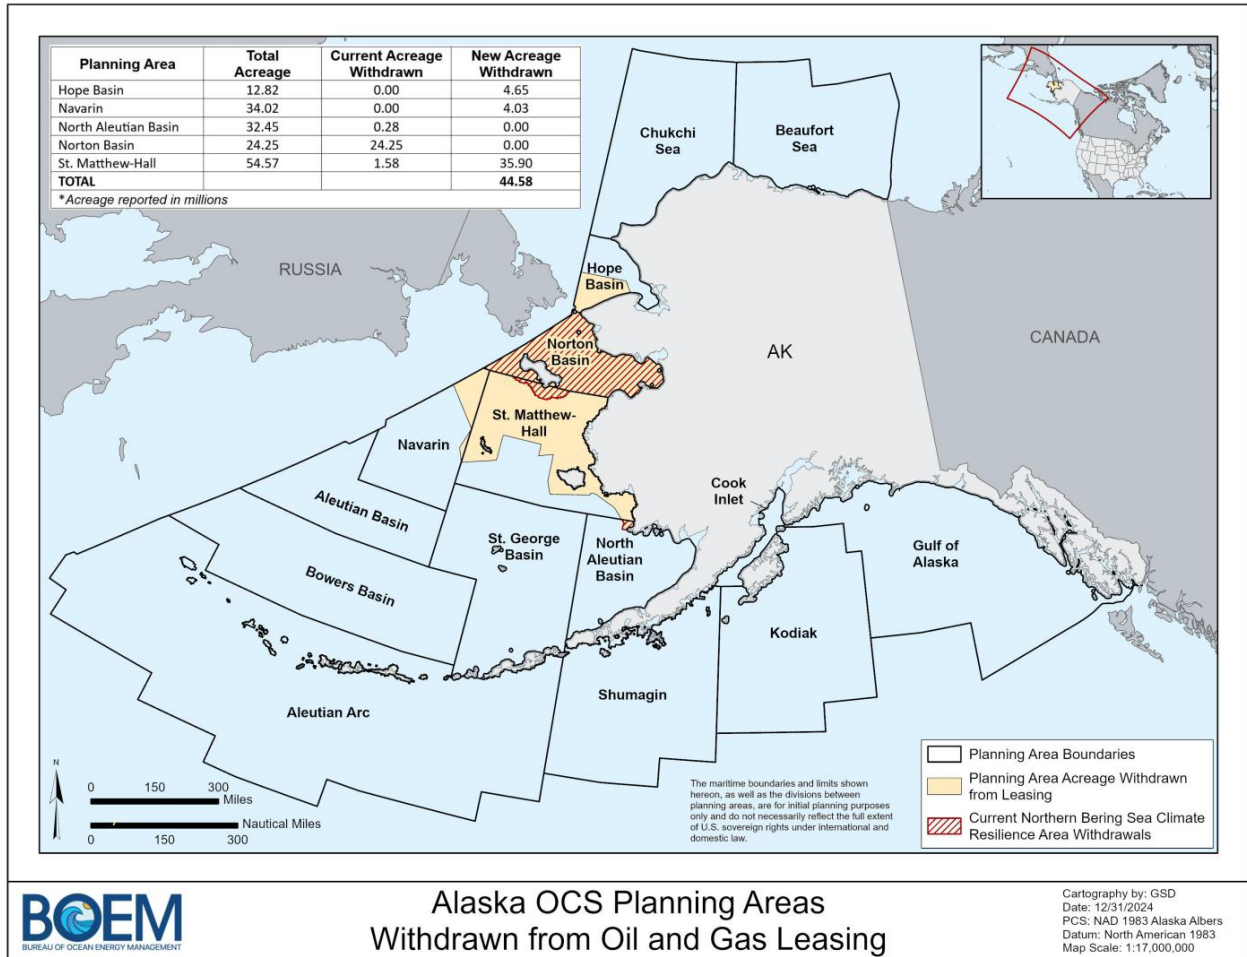 Planning Area Total Acreage Current Acreage Withdrawn New Acreage Withdrawn
Hope Basin 12.82 0.00 4.65
Navarin 34.02 0.00 4.03
North Aleutian Basin 32.45 0.28 0.00
Norton Basin 24.25 24.25 0.00
St. Matthew-Hall 54.57 1.58 35.90
TOTAL 44.58
*Acreage reported in millions
Chukchi
Sea
Beaufort
Sea
RUSSIA
Hope
Basin
CANADA
AK
Norton
Basin
St. Matthew-
Hall
Navarin
Cook
Inlet
Aleutian Basin
St. George
Basin
North
Aleutian
Basin
Gulf of
Alaska
Bowers Basin
Kodiak
Shumagin
Aleutian Arc
N
0 150 300
Miles
Nautical Miles
0 150 300
The maritime boundaries and limits shown
hereon, as well as the divisions between
planning areas, are for initial planning purposes
only and do not necessarily reflect the full extent
of U.S. sovereign rights under international and
domestic law.
Planning Area Boundaries
Planning Area Acreage Withdrawn
from Leasing
Current Northern Bering Sea Climate
Resilience Area Withdrawals
BOEM
BUREAU OF OCEAN ENERGY MANAGEMENT
Alaska OCS Planning Areas
Withdrawn from Oil and Gas Leasing
Cartography by: GSD
Date: 12/31/2024
PCS: NAD 1983 Alaska Albers
Datum: North American 1983
Map Scale: 1:17,000,000